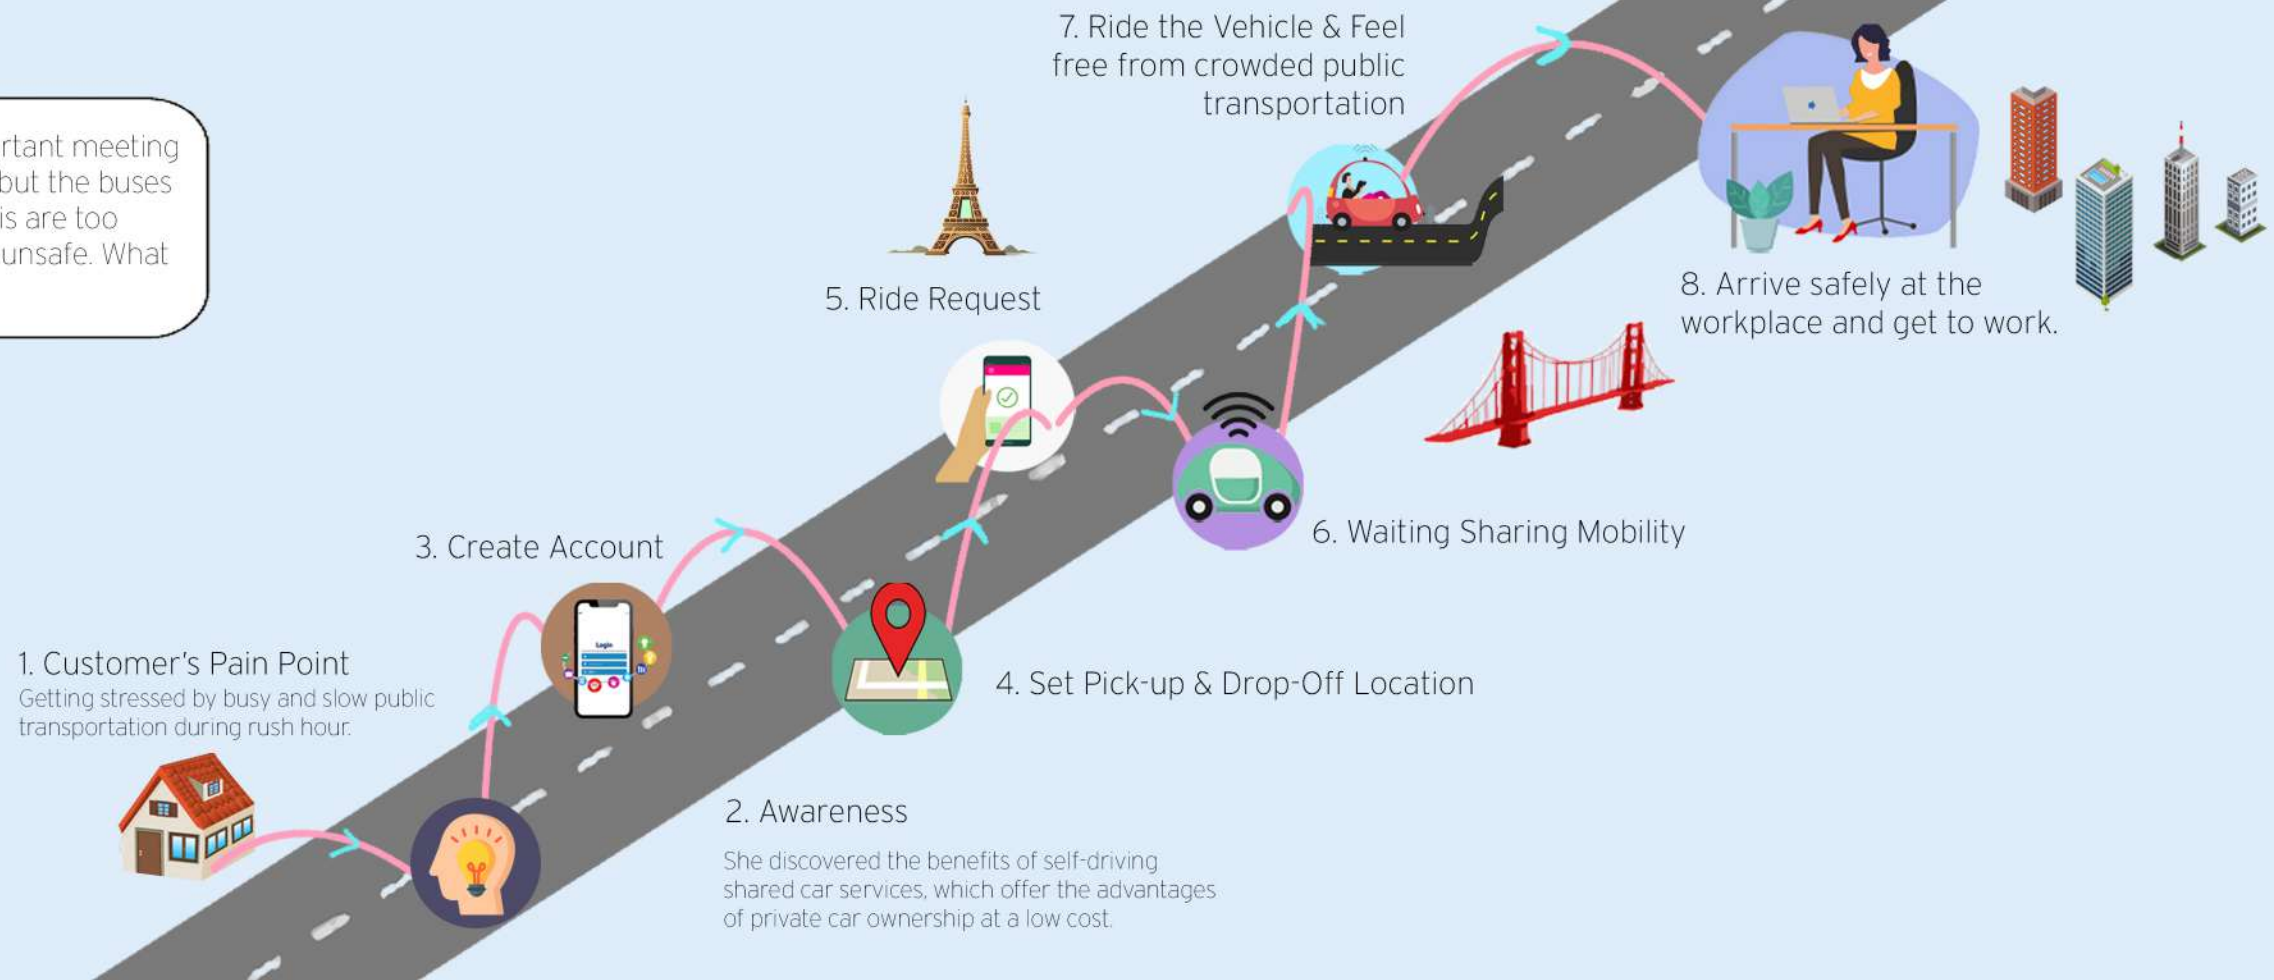 rtant meeting
but the buses
is are too
unsafe. What
7. Ride the Vehicle & Feel
free from crowded public
transportation
8. Arrive safely at the
workplace and get to work.
5. Ride Request
6. Waiting Sharing Mobility
3. Create Account
Login
4. Set Pick-up & Drop-Off Location
1. Customer's Pain Point
Getting stressed by busy and slow public
transportation during rush hour.
2. Awareness
She discovered the benefits of self-driving
shared car services, which offer the advantages
of private car ownership at a low cost.